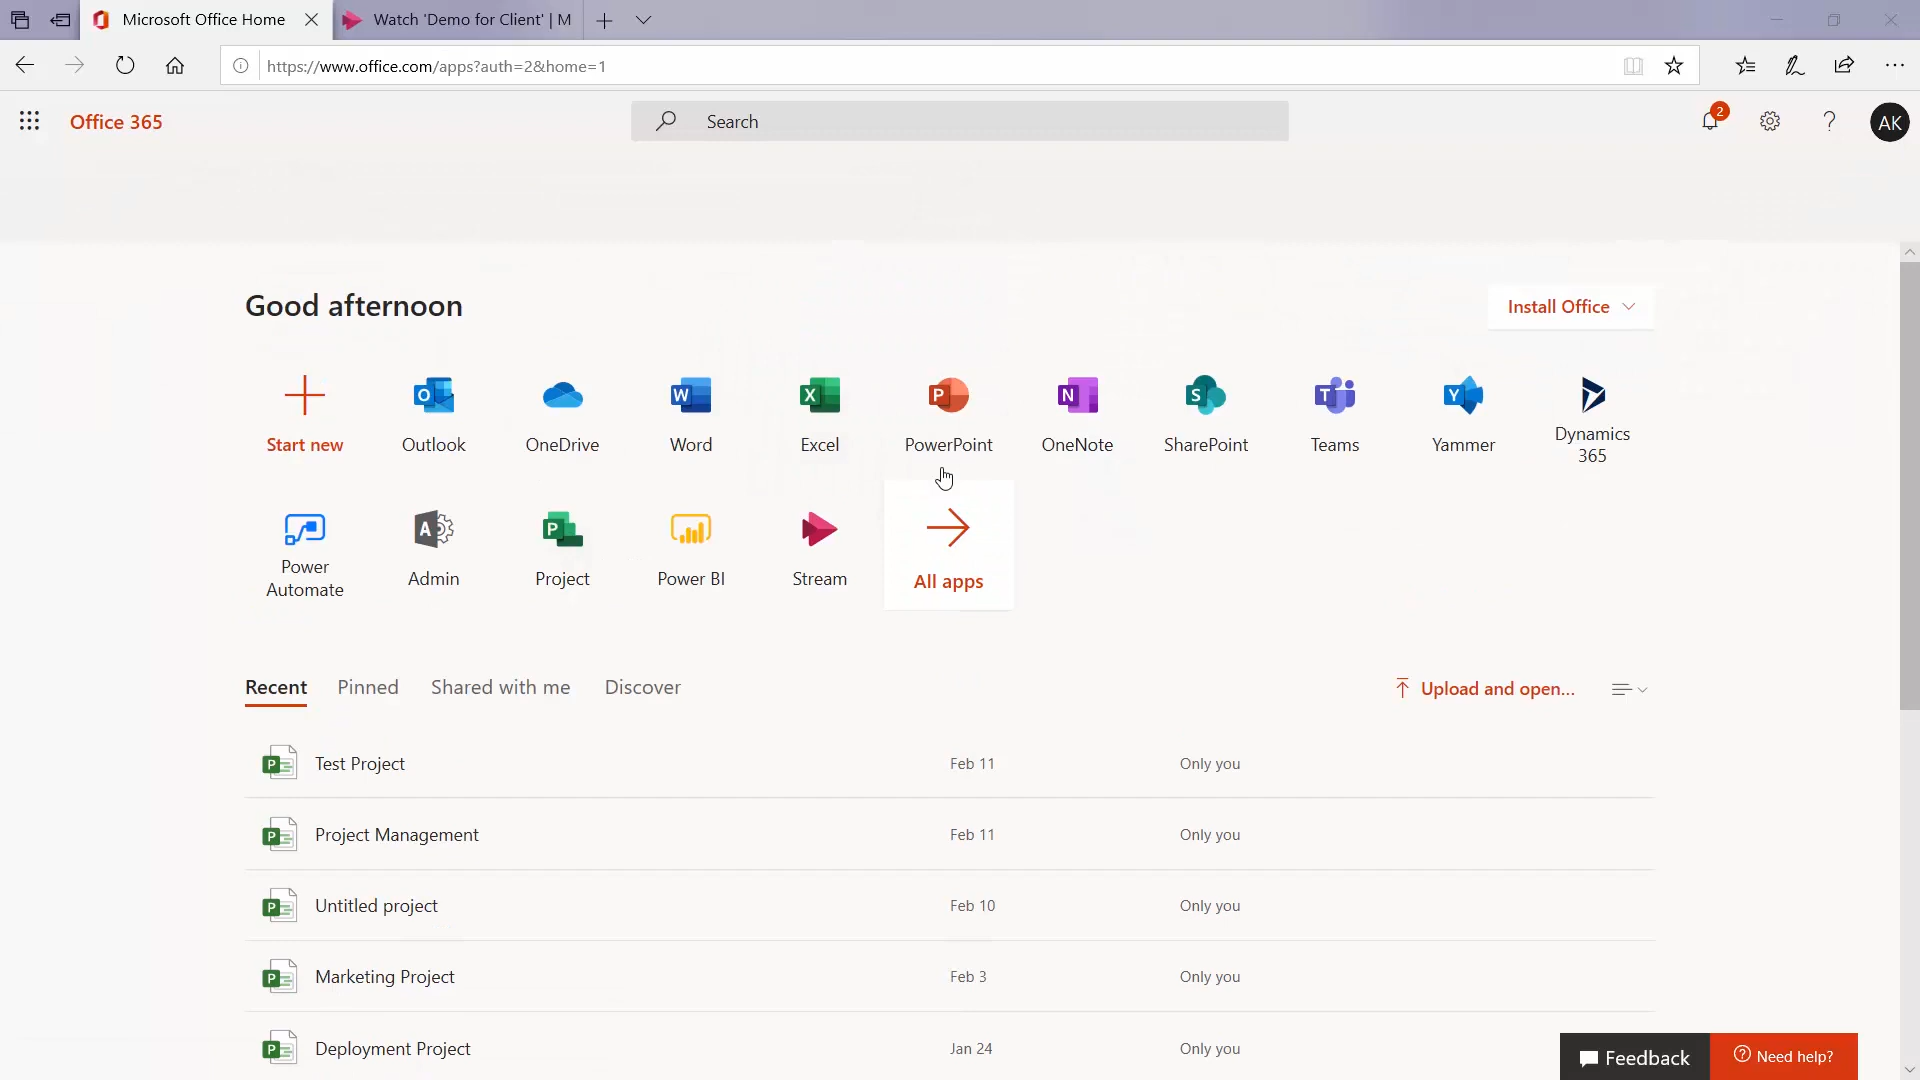 Microsoft Office Home
Watch 'Demo for Client' | M
https://www.office.com/apps?auth=2&home=1
Office 365
Search
2
AK
Good afternoon
Install Office
Start new
Outlook
OneDrive
Word
Excel
PowerPoint
OneNote
SharePoint
Teams
Yammer
Dynamics
365
Power
Automate
Admin
Project
Power BI
Stream
All apps
Recent
Pinned
Shared with me
Discover
Upload and open...
Test Project
Feb 11
Only you
Project Management
Feb 11
Only you
Untitled project
Feb 10
Only you
Marketing Project
Feb 3
Only you
Deployment Project
Jan 24
Only you
Feedback
Need help?